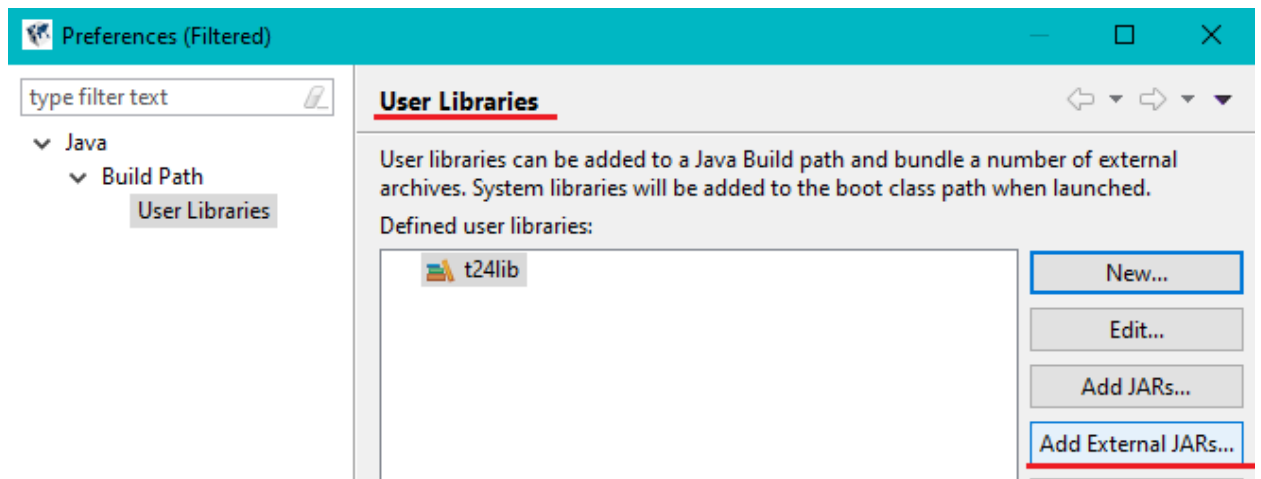 Preferences (Filtered)
type filter text
Java
Build Path
User Libraries
User Libraries
User libraries can be added to a Java Build path and bundle a number of external
archives. System libraries will be added to the boot class path when launched.
Defined user libraries:
t24lib
New...
Edit...
Add JARs...
Add External JARs...